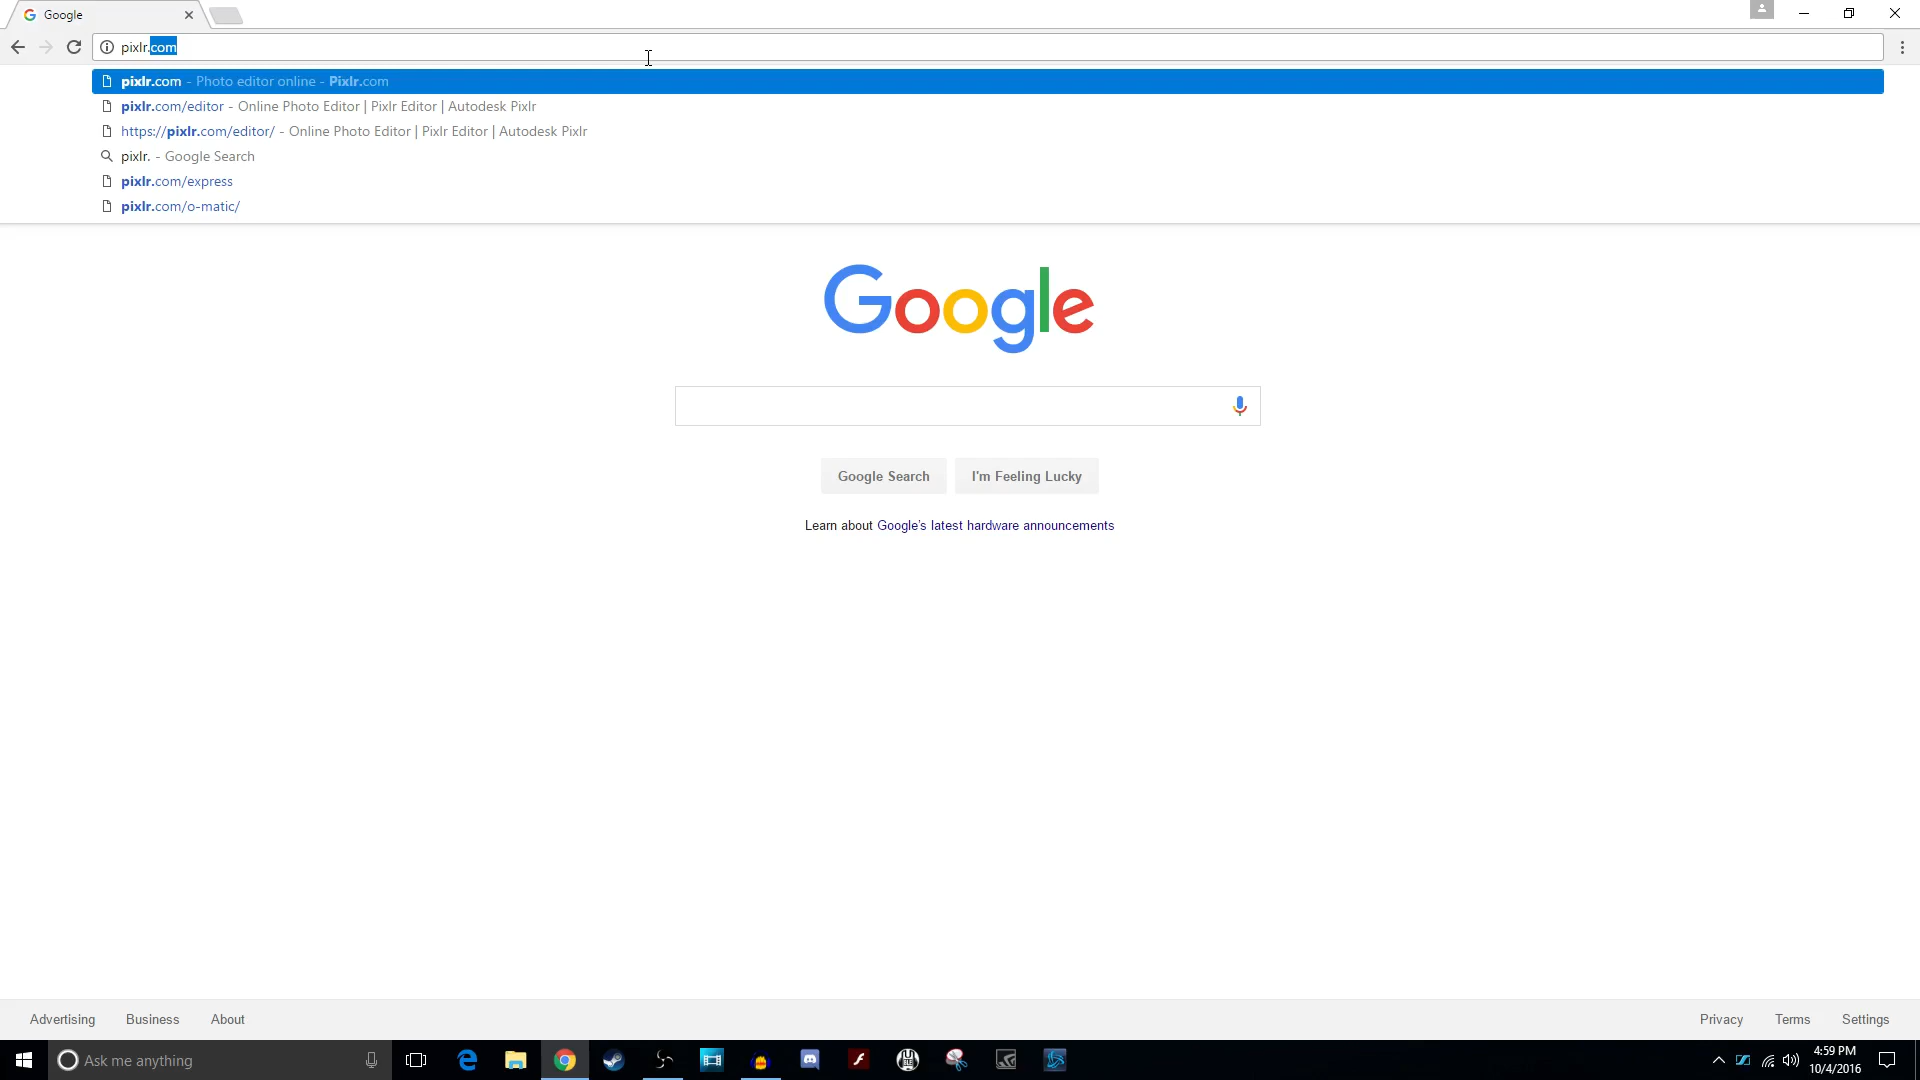 Google
pixlr.com
pixlr.com - Photo editor online - Pixlr.com
pixlr.com/editor - Online Photo Editor | Pixlr Editor | Autodesk Pixlr
https://pixlr.com/editor/ - Online Photo Editor | Pixlr Editor | Autodesk Pixlr
pixlr. - Google Search
pixlr.com/express
pixlr.com/o-matic/
Google
Google Search
I'm Feeling Lucky
Learn about Google's latest hardware announcements
Advertising
Business
About
Privacy
Terms
Settings
Ask me anything
4:59 PM
10/4/2016